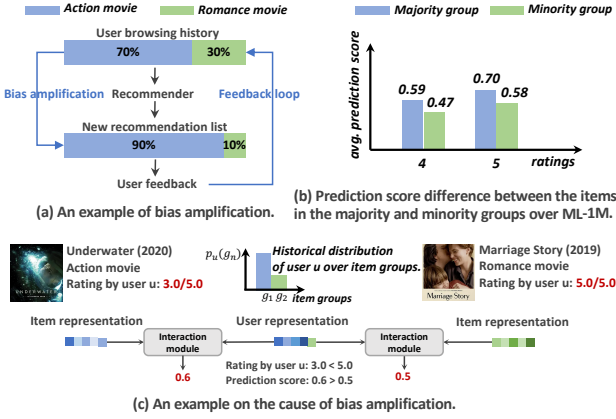 Action movie
Romance movie
User browsing history
70%
30%
Bias amplification
Recommender
Feedback loop
New recommendation list
90%
10%
User feedback
(a) An example of bias amplification.
Majority group
Minority group
avg. prediction score
0.59
0.47
0.70
0.58
4
5
ratings
(b) Prediction score difference between the items
in the majority and minority groups over ML-1M.
UNDERWATER
Underwater (2020)
Action movie
Rating by user u: 3.0/5.0
p_u(g_n)
Historical distribution
of user u over item groups.
g_1 g_2 item groups
Marriage Story
Marriage Story (2019)
Romance movie
Rating by user u: 5.0/5.0
Item representation
User representation
Item representation
Interaction
module
Interaction
module
Rating by user u: 3.0 < 5.0
Prediction score: 0.6 > 0.5
0.6
0.5
(c) An example on the cause of bias amplification.